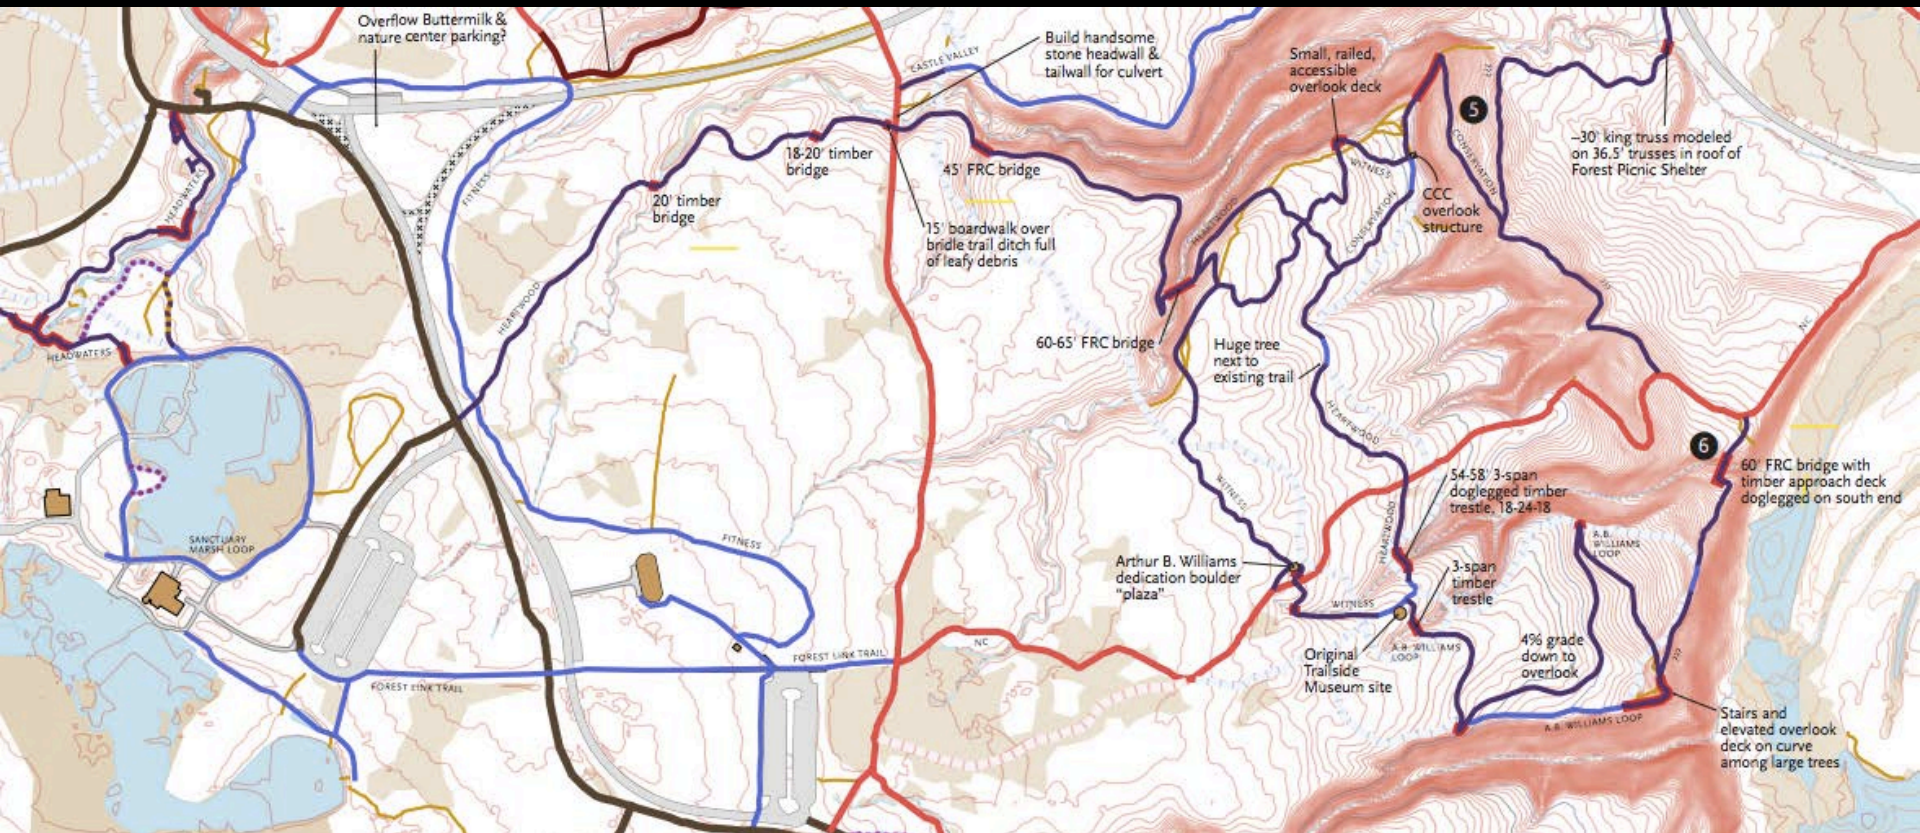 Overflow Buttermilk &
nature center parking?
CASTLE VALLEY
Build handsome
stone headwall &
tailwall for culvert
Small, railed,
accessible
overlook deck
5
~30' king truss modeled
on 36.5' trusses in roof of
Forest Picnic Shelter
HEADWATERS
FITNESS
18-20' timber
bridge
45' FRC bridge
20' timber
bridge
15' boardwalk over
bridle trail ditch full
of leafy debris
HEARTWOOD
WITNESS
CONSERVATION
CONSERVATION
CCC
overlook
structure
???
HEARTWOOD
HEADWATERS
60-65' FRC bridge
Huge tree
next to
existing trail
???
NC
HEARTWOOD
6
60' FRC bridge with
timber approach deck
doglegged on south end
WITNESS
54-58' 3-span
doglegged timber
trestle, 18-24-18
HEARTWOOD
SANCTUARY
MARSH LOOP
FITNESS
A.B.
WILLIAMS
LOOP
Arthur B. Williams
dedication boulder
"plaza"
3-span
timber
trestle
WITNESS
NC
FOREST LINK TRAIL
FOREST LINK TRAIL
Original
Trailside
Museum site
A.B. WILLIAMS
LOOP
4% grade
down to
overlook
???
A.B. WILLIAMS LOOP
Stairs and
elevated overlook
deck on curve
among large trees